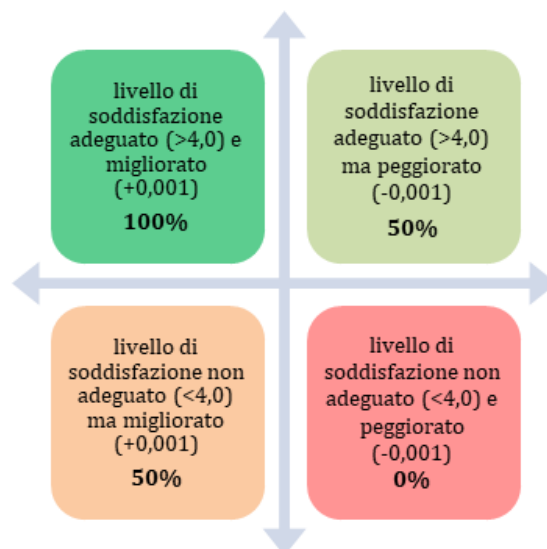 livello di
soddisfazione
adeguato (>4,0) e
migliorato
(+0,001)
100%
livello di
soddisfazione
adeguato (>4,0)
ma peggiorato
(-0,001)
50%
livello di
soddisfazione non
adeguato (<4,0)
ma migliorato
(+0,001)
50%
livello di
soddisfazione non
adeguato (<4,0) e
peggiorato
(-0,001)
0%